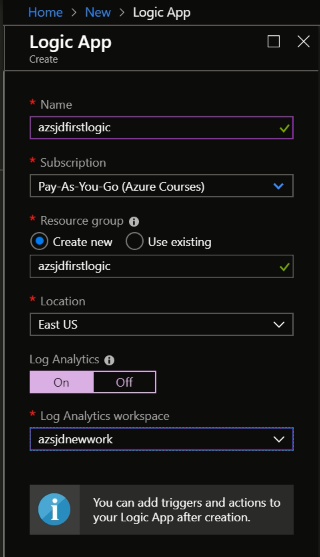 Home > New > Logic App
Logic App
Create
* Name
azsjdfirstlogic
* Subscription
Pay-As-You-Go (Azure Courses)
* Resource group
Create new Use existing
azsjdfirstlogic
* Location
East US
Log Analytics
On Off
* Log Analytics workspace
azsjdnewwork
You can add triggers and actions to
your Logic App after creation.